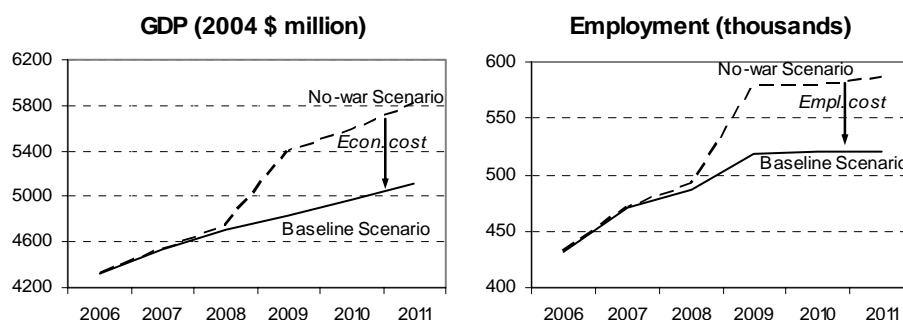 GDP (2004 $ million)
6200
5800
5400
5000
4600
4200
No-war Scenario
Econ. cost
Baseline Scenario
2006 2007 2008 2009 2010 2011
Employment (thousands)
600
550
500
450
400
No-war Scenario
Empl. cost
Baseline Scenario
2006 2007 2008 2009 2010 2011